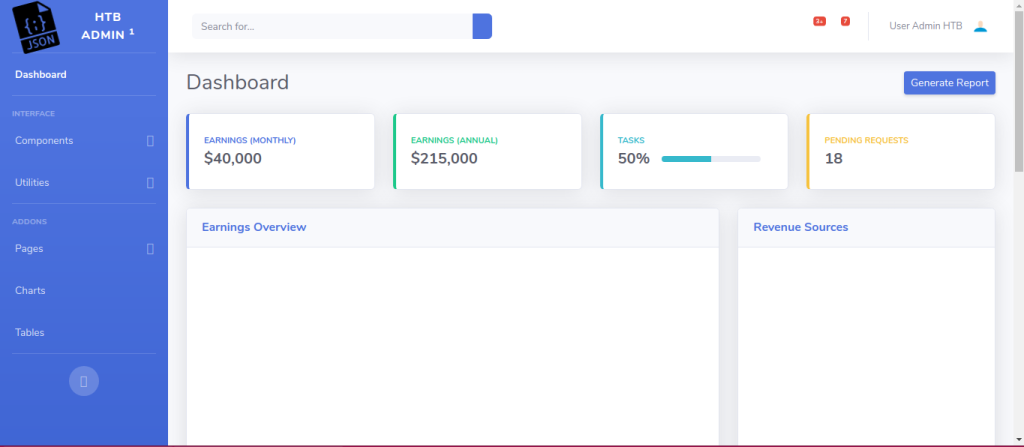 {;}
JSON
HTB
ADMIN 1
Dashboard
INTERFACE
Components
Utilities
ADDONS
Pages
Charts
Tables
Search for...
3+
7
User Admin HTB
Dashboard
Generate Report
EARNINGS (MONTHLY)
$40,000
EARNINGS (ANNUAL)
$215,000
TASKS
50%
PENDING REQUESTS
18
Earnings Overview
Revenue Sources